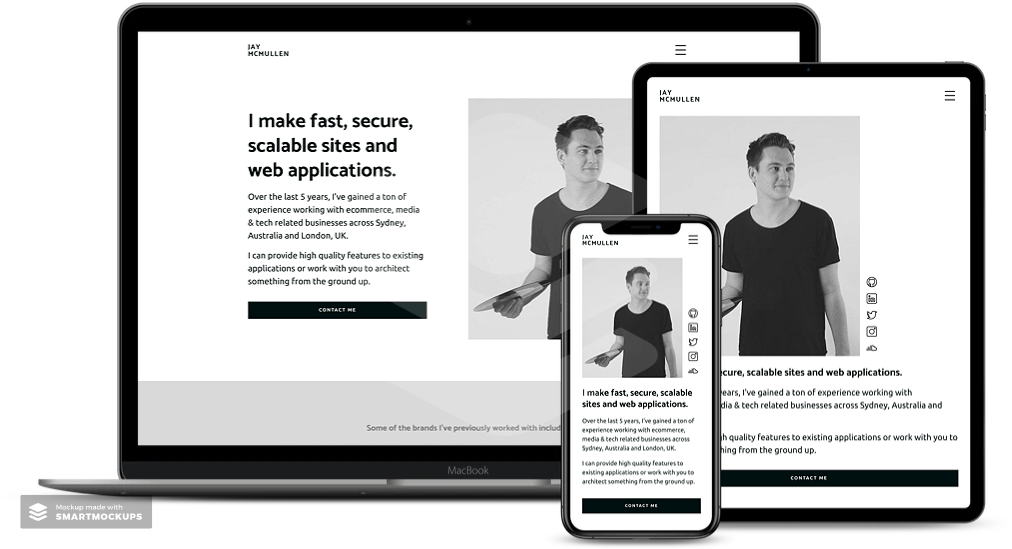 JAY
MCMULLEN
I make fast, secure,
scalable sites and
web applications.
Over the last 5 years, I've gained a ton of
experience working with ecommerce, media
& tech related businesses across Sydney,
Australia and London, UK.
I can provide high quality features to existing
applications or work with you to architect
something from the ground up.
CONTACT ME
Some of the brands I've previously worked with includ
MacBook
JAY
MCMULLEN
ecure, scalable sites and web applications.
years, I've gained a ton of experience working with
dia & tech related businesses across Sydney, Australia and
gh quality features to existing applications or work with you to
hing from the ground up.
CONTACT ME
JAY
MCMULLEN
I make fast, secure, scalable
sites and web applications.
Over the last 5 years, I've gained a ton of
experience working with ecommerce,
media & tech related businesses across
Sydney, Australia and London, UK.
I can provide high quality features to
existing applications or work with you to
architect something from the ground up.
CONTACT ME
Mockup made with
SMARTMOCKUPS